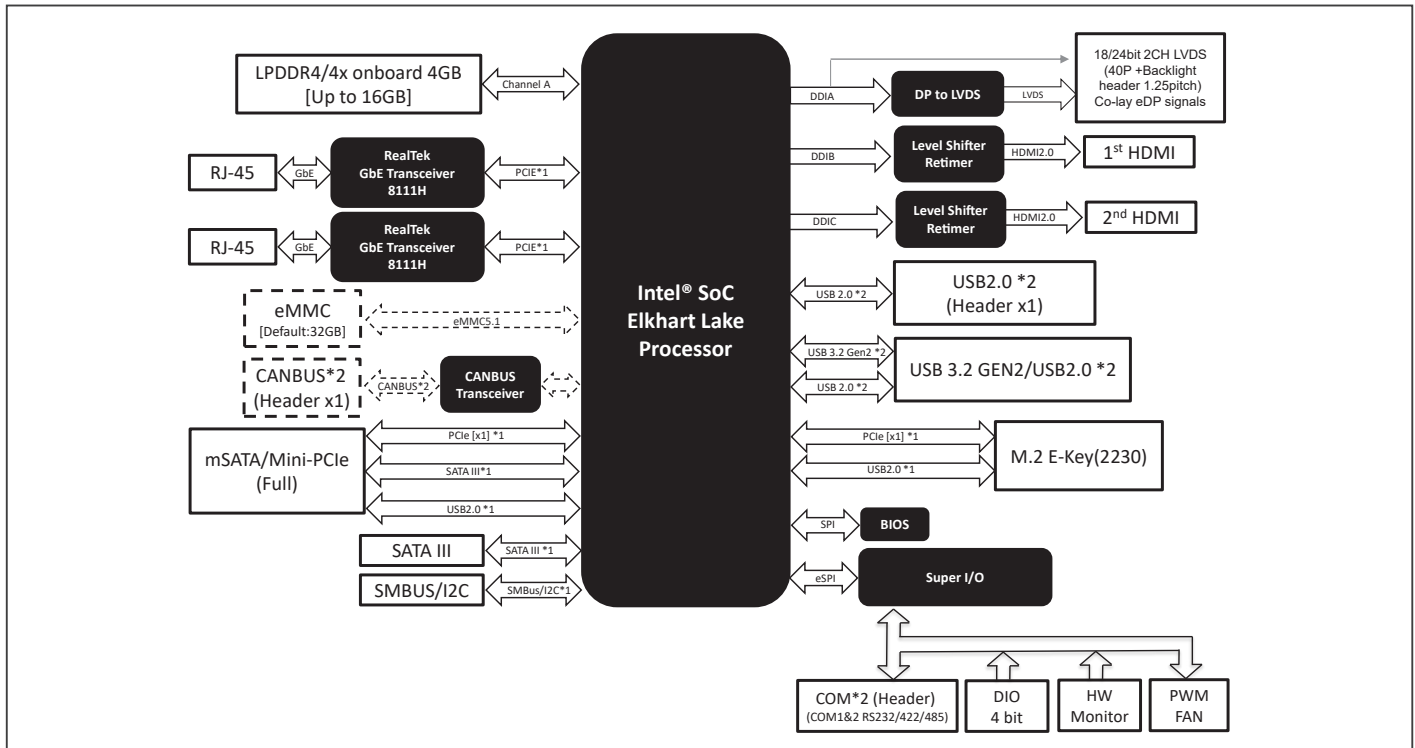 LPDDR4/4x onboard 4GB
[Up to 16GB]
Channel A
RJ-45
GbE
RealTek
GbE Transceiver
8111H
PCIE*1
RJ-45
GbE
RealTek
GbE Transceiver
8111H
PCIE*1
eMMC
[Default:32GB]
eMMC5.1
CANBUS*2
(Header x1)
CANBUS*2
CANBUS
Transceiver
mSATA/Mini-PCIe
(Full)
PCIe [x1] *1
SATA III*1
USB2.0 *1
SATA III
SATA III *1
SMBUS/I2C
SMBus/I2C*1
Intel® SoC
Elkhart Lake
Processor
DDIA
DP to LVDS
LVDS
18/24bit 2CH LVDS
(40P +Backlight
header 1.25pitch)
Co-lay eDP signals
DDIB
Level Shifter
Retimer
HDMI2.0
1st HDMI
DDIC
Level Shifter
Retimer
HDMI2.0
2nd HDMI
USB 2.0 *2
USB2.0 *2
(Header x1)
USB 3.2 Gen2 *2
USB 2.0 *2
USB 3.2 GEN2/USB2.0 *2
PCIe [x1] *1
USB2.0 *1
M.2 E-Key(2230)
SPI
BIOS
eSPI
Super I/O
COM*2 (Header)
(COM1&2 RS232/422/485)
DIO
4 bit
HW
Monitor
PWM
FAN